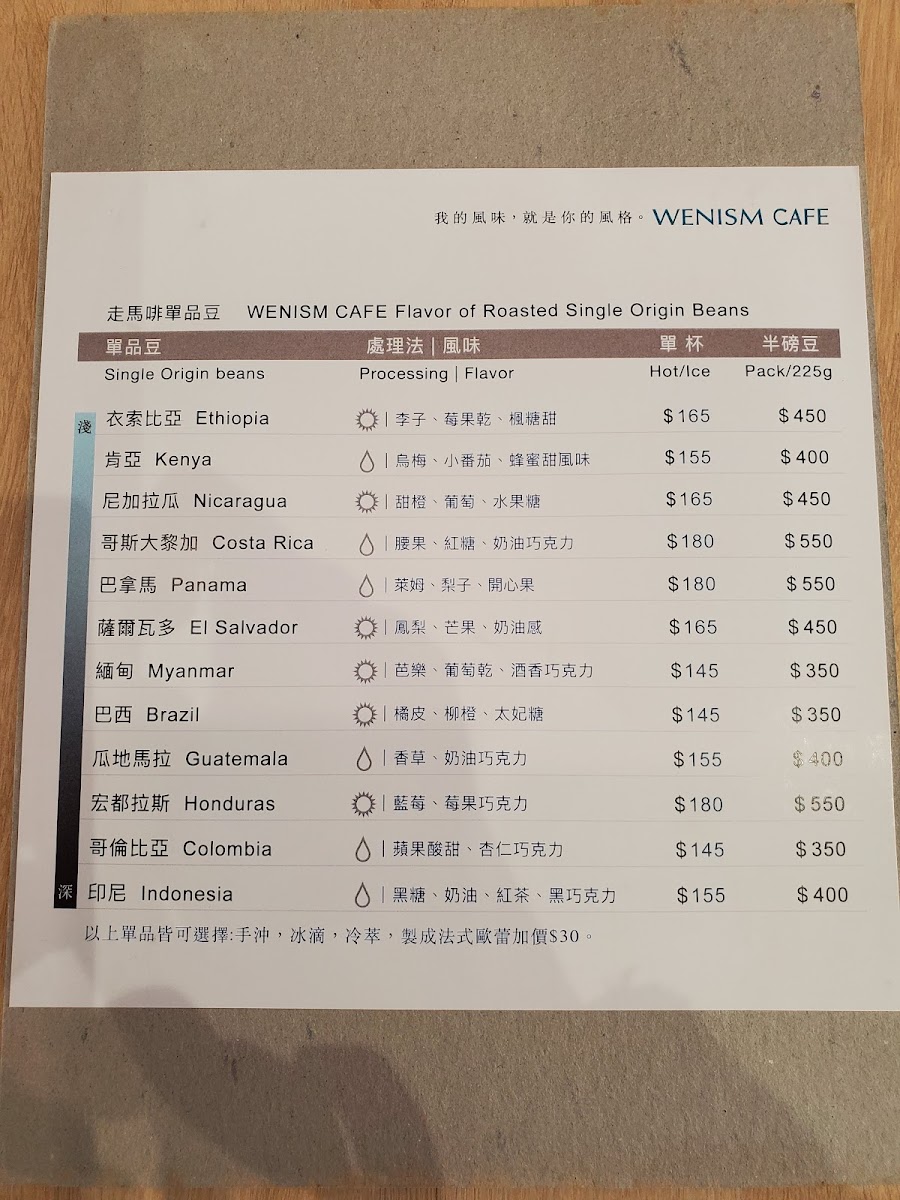 我的風味，就是你的風格。WENISM CAFE
走馬啡單品豆 WENISM CAFE Flavor of Roasted Single Origin Beans
單品豆 處理法 | 風味 單杯 半磅豆
Single Origin beans Processing | Flavor Hot/Ice Pack/225g
淺
衣索比亞 Ethiopia | 李子、莓果乾、楓糖甜 $165 $450
肯亞 Kenya | 烏梅、小番茄、蜂蜜甜風味 $155 $400
尼加拉瓜 Nicaragua | 甜橙、葡萄、水果糖 $165 $450
哥斯大黎加 Costa Rica | 腰果、紅糖、奶油巧克力 $180 $550
巴拿馬 Panama | 萊姆、梨子、開心果 $180 $550
薩爾瓦多 El Salvador | 鳳梨、芒果、奶油感 $165 $450
緬甸 Myanmar | 芭樂、葡萄乾、酒香巧克力 $145 $350
巴西 Brazil | 橘皮、柳橙、太妃糖 $145 $350
瓜地馬拉 Guatemala | 香草、奶油巧克力 $155 $400
宏都拉斯 Honduras | 藍莓、莓果巧克力 $180 $550
哥倫比亞 Colombia | 蘋果酸甜、杏仁巧克力 $145 $350
深 印尼 Indonesia | 黑糖、奶油、紅茶、黑巧克力 $155 $400
以上單品皆可選擇:手沖，冰滴，冷萃，製成法式歐蕾加價$30。